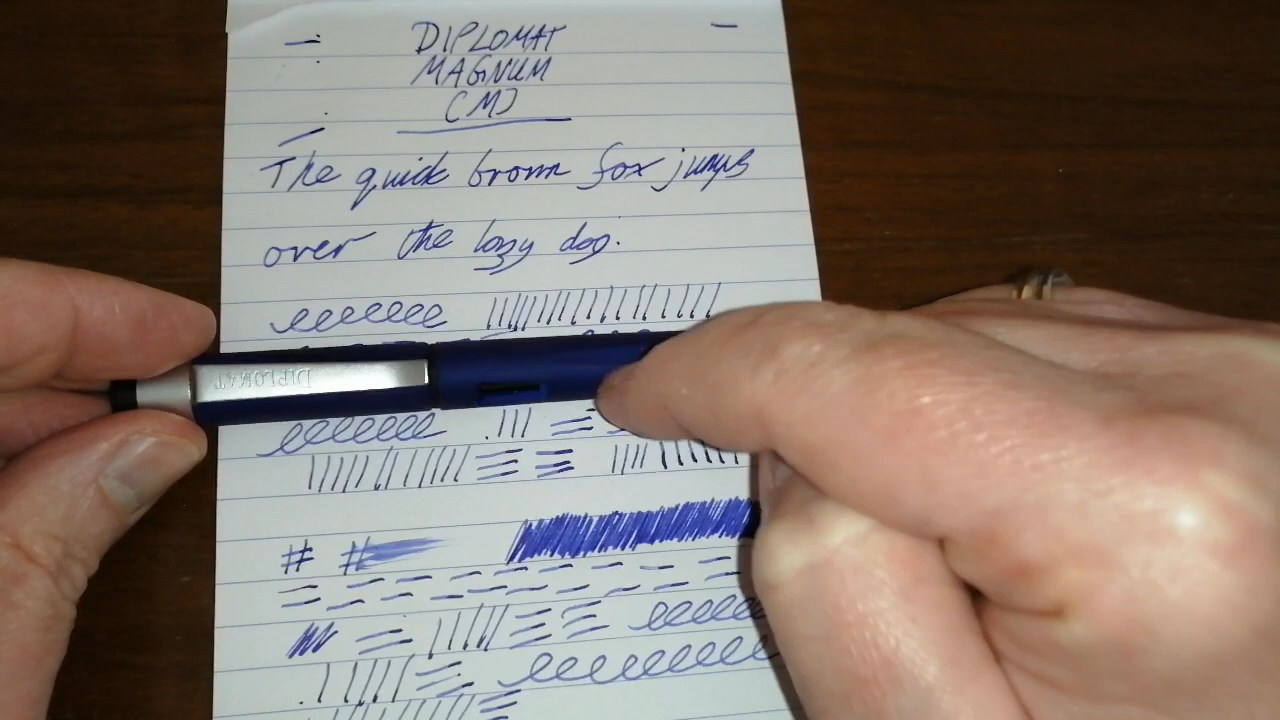 DIPLOMAT
MAGNUM
(M)
The quick brown fox jumps
over the lazy dog.
DIPLOMAT
# #